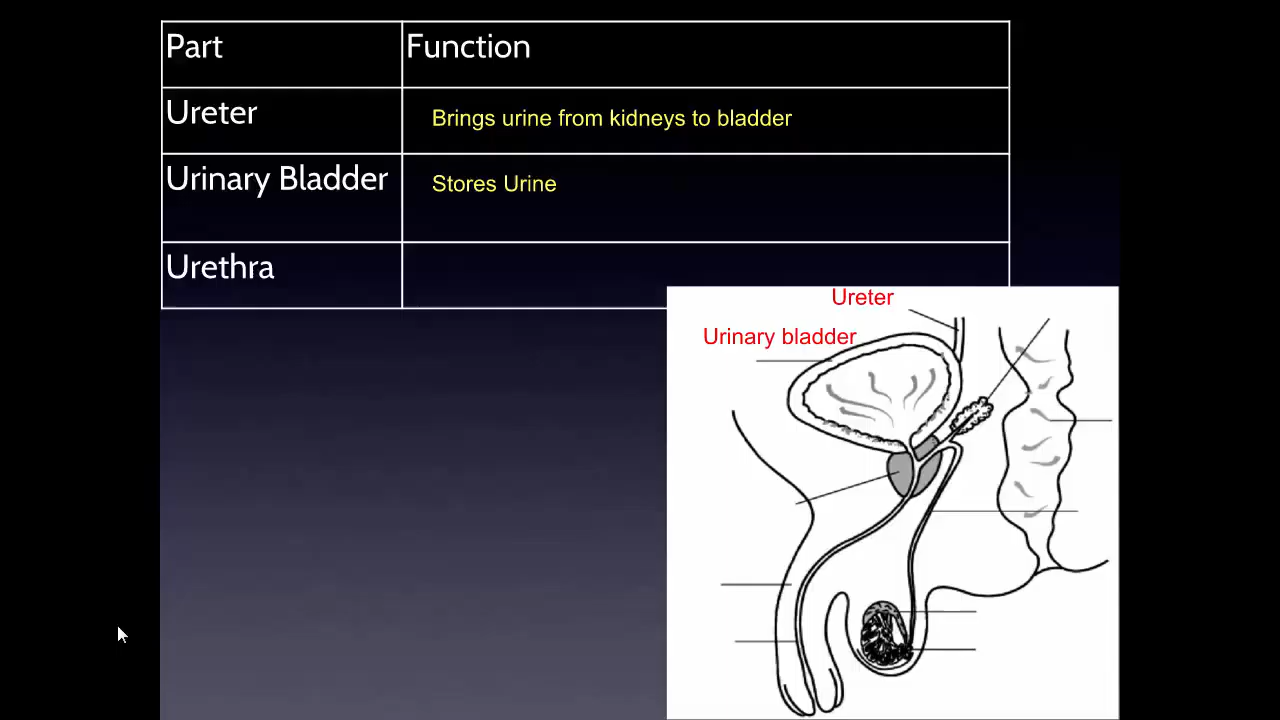 Part
Function
Ureter
Brings urine from kidneys to bladder
Urinary Bladder
Stores Urine
Urethra
Ureter
Urinary bladder